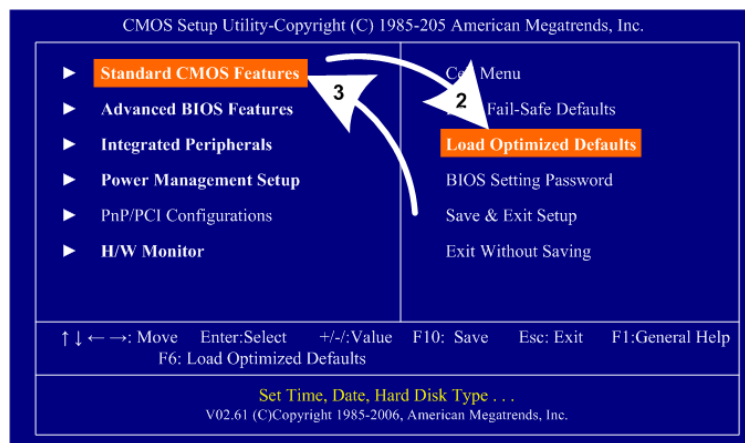 CMOS Setup Utility-Copyright (C) 1985-205 American Megatrends, Inc.
► Standard CMOS Features
► Advanced BIOS Features
► Integrated Peripherals
► Power Management Setup
► PnP/PCI Configurations
► H/W Monitor
3
2
Menu
Fail-Safe Defaults
Load Optimized Defaults
BIOS Setting Password
Save & Exit Setup
Exit Without Saving
↑↓←→: Move Enter:Select +/-/:Value F10: Save Esc: Exit F1:General Help
F6: Load Optimized Defaults
Set Time, Date, Hard Disk Type . . .
V02.61 (C)Copyright 1985-2006, American Megatrends, Inc.